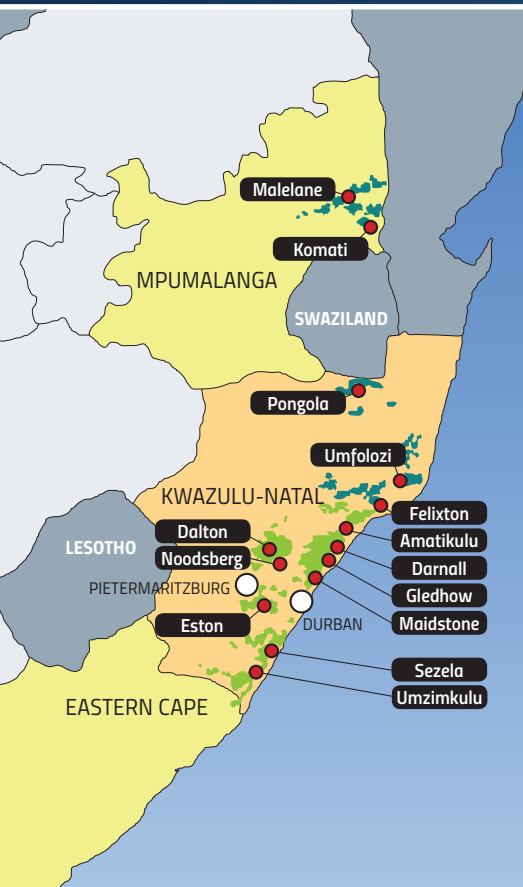 Malelane
Komati
MPUMALANGA
SWAZILAND
Pongola
Umfolozi
KWAZULU-NATAL
Felixton
Dalton
Amatikulu
LESOTHO
Noodsberg
Darnall
PIETERMARITZBURG
Gledhow
Eston
DURBAN
Maidstone
Sezela
Umzimkulu
EASTERN CAPE